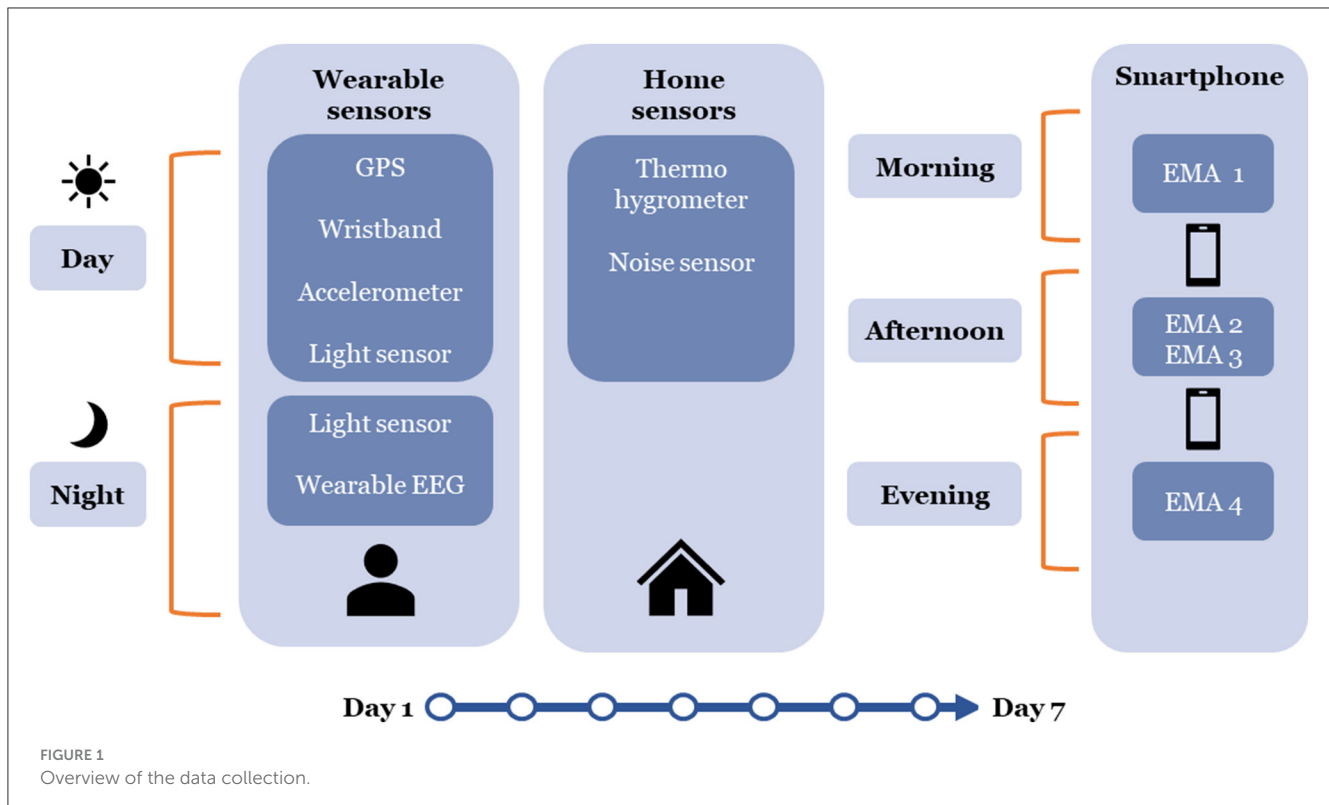 Wearable
sensors
Home
sensors
Smartphone
GPS
Wristband
Accelerometer
Light sensor
Thermo
hygrometer
Noise sensor
Day
Morning
EMA 1
Afternoon
EMA 2
EMA 3
Light sensor
Wearable EEG
Night
Evening
EMA 4
Day 1
Day 7
FIGURE 1
Overview of the data collection.